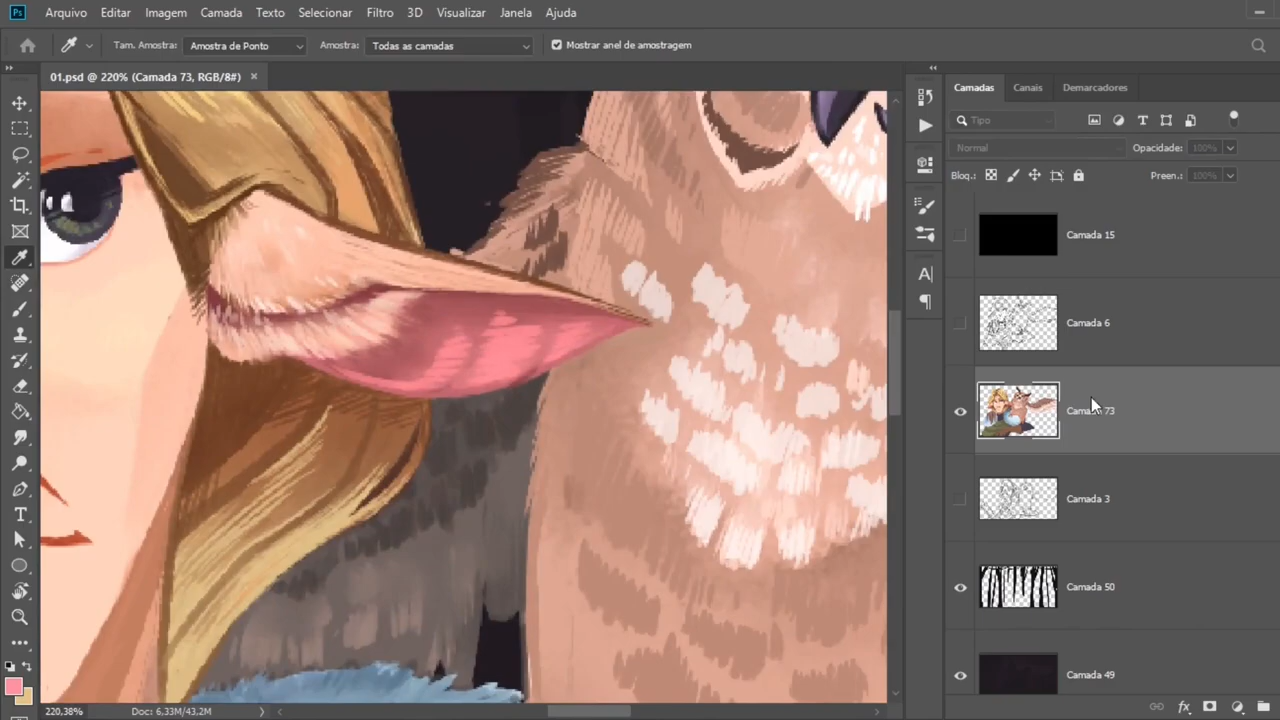 Ps Arquivo Editar Imagem Camada Texto Selecionar Filtro 3D Visualizar Janela Ajuda
Tam. Amostra: Amostra de Ponto Amostra: Todas as camadas Mostrar anel de amostragem
01.psd @ 220% (Camada 73, RGB/8#) ×
Camadas Canais Demarcadores
Tipo
Normal Opacidade: 100%
Bloq.: Preen.: 100%
Camada 15
Camada 6
Camada 73
Camada 3
Camada 50
Camada 49
220,38% Doc: 6,33M/43,2M